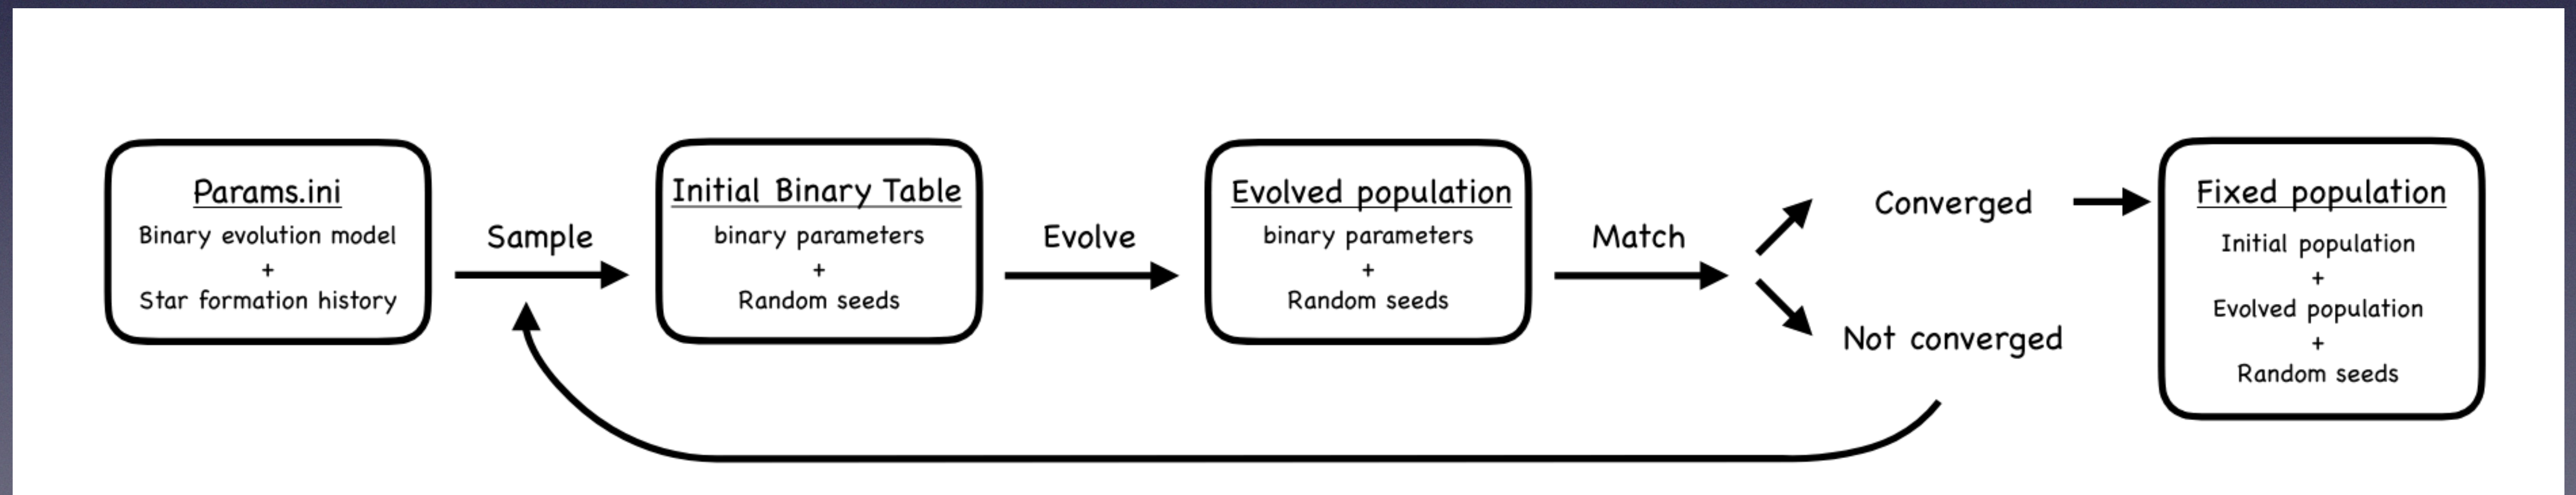 Params.ini
Binary evolution model
+
Star formation history
Sample
Initial Binary Table
binary parameters
+
Random seeds
Evolve
Evolved population
binary parameters
+
Random seeds
Match
Converged
Not converged
Fixed population
Initial population
+
Evolved population
+
Random seeds